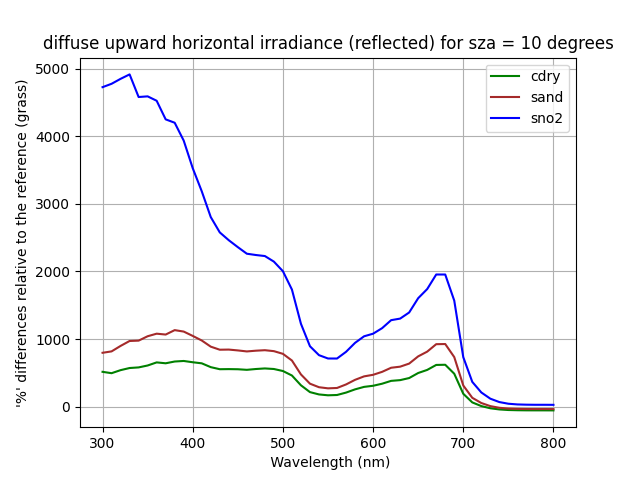 diffuse upward horizontal irradiance (reflected) for sza = 10 degrees
'%' differences relative to the reference (grass)
5000
4000
3000
2000
1000
0
cdry
sand
sno2
300 400 500 600 700 800
Wavelength (nm)